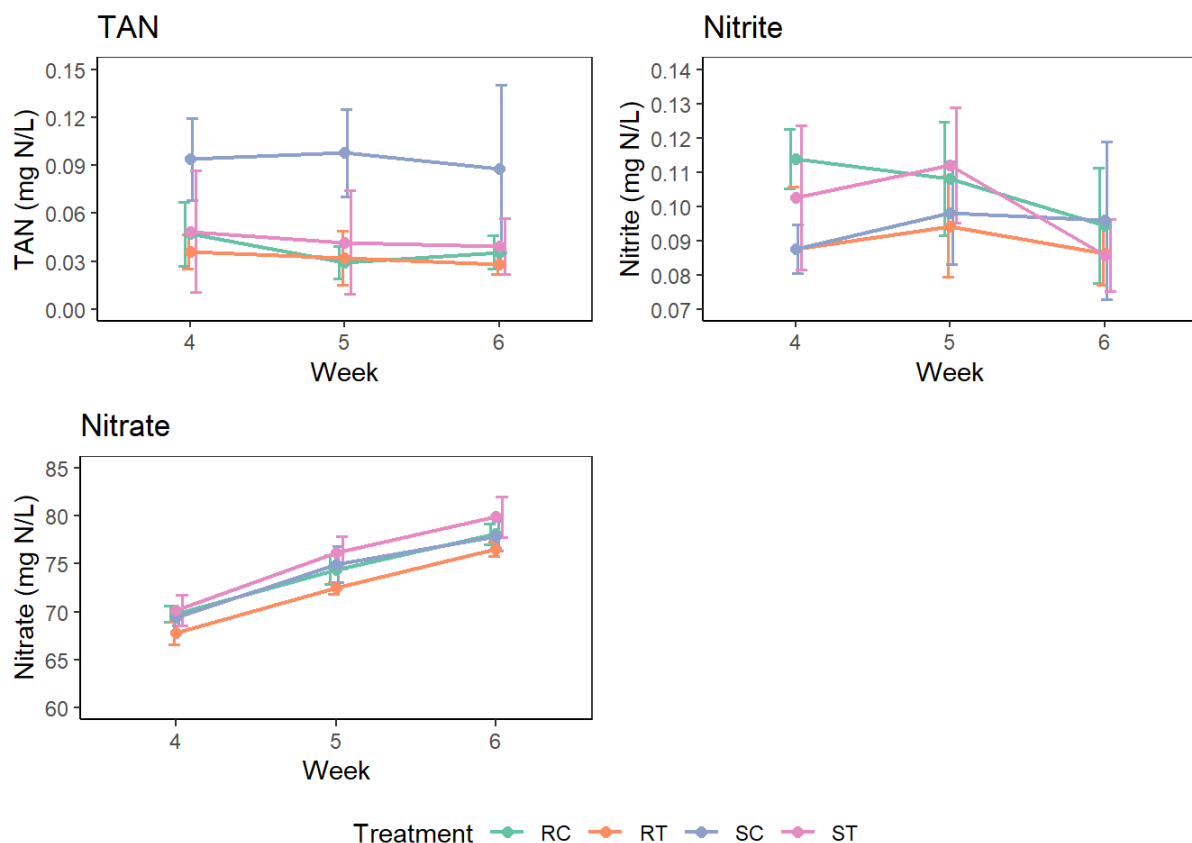 TAN
TAN (mg N/L)
0.15
0.12
0.09
0.06
0.03
0.00
4 5 6
Week
Nitrite
Nitrite (mg N/L)
0.14
0.13
0.12
0.11
0.10
0.09
0.08
0.07
4 5 6
Week
Nitrate
Nitrate (mg N/L)
85
80
75
70
65
60
4 5 6
Week
Treatment RC RT SC ST